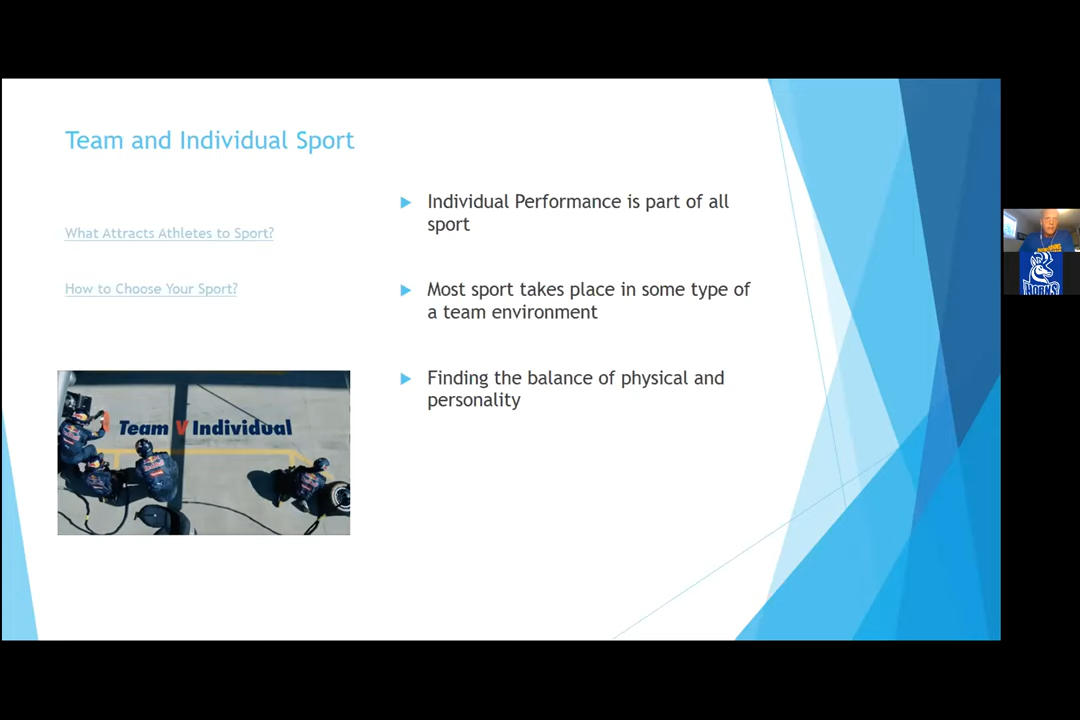 Team and Individual Sport
What Attracts Athletes to Sport?
How to Choose Your Sport?
Team V Individual
Individual Performance is part of all
sport
Most sport takes place in some type of
a team environment
Finding the balance of physical and
personality
HORNS